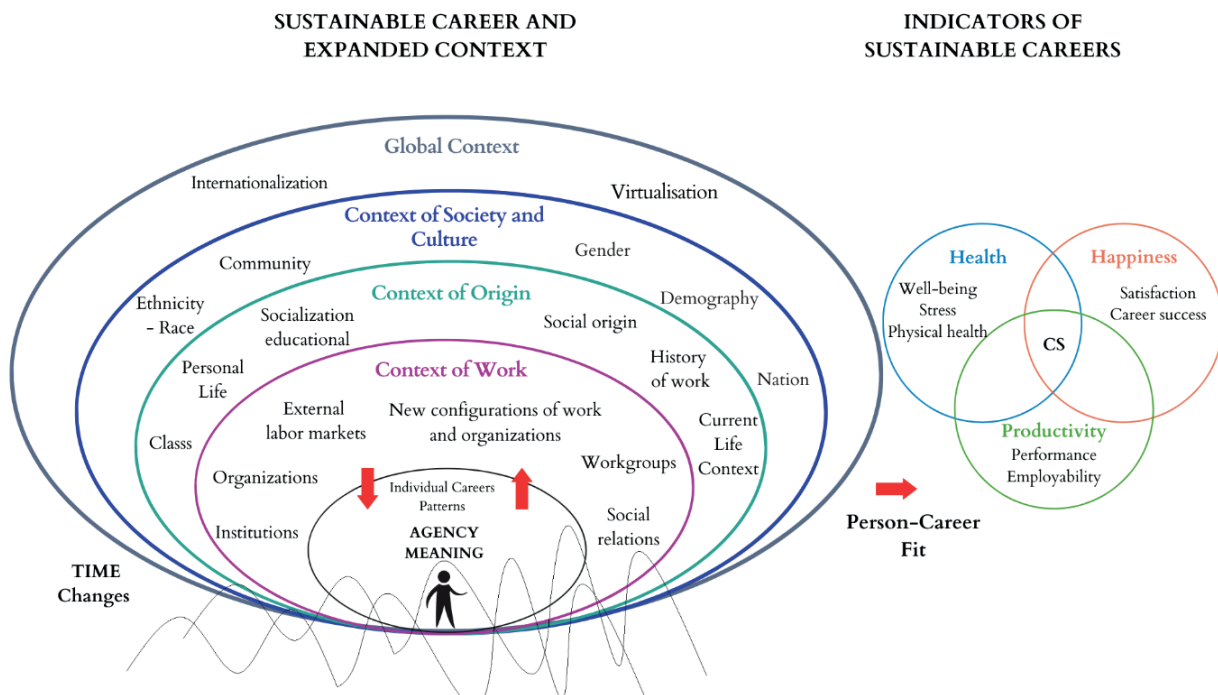 SUSTAINABLE CAREER AND
EXPANDED CONTEXT
INDICATORS OF
SUSTAINABLE CAREERS
Global Context
Internationalization
Virtualisation
Context of Society and
Culture
Community
Gender
Ethnicity
- Race
Demography
Nation
Classs
Context of Origin
Socialization
educational
Social origin
Personal
Life
History
of work
Current
Life
Context
Context of Work
External
labor markets
New configurations of work
and organizations
Organizations
Workgroups
Institutions
Social
relations
Individual Careers
Patterns
AGENCY
MEANING
TIME
Changes
Person-Career
Fit
Health
Well-being
Stress
Physical health
Happiness
Satisfaction
Career success
CS
Productivity
Performance
Employability